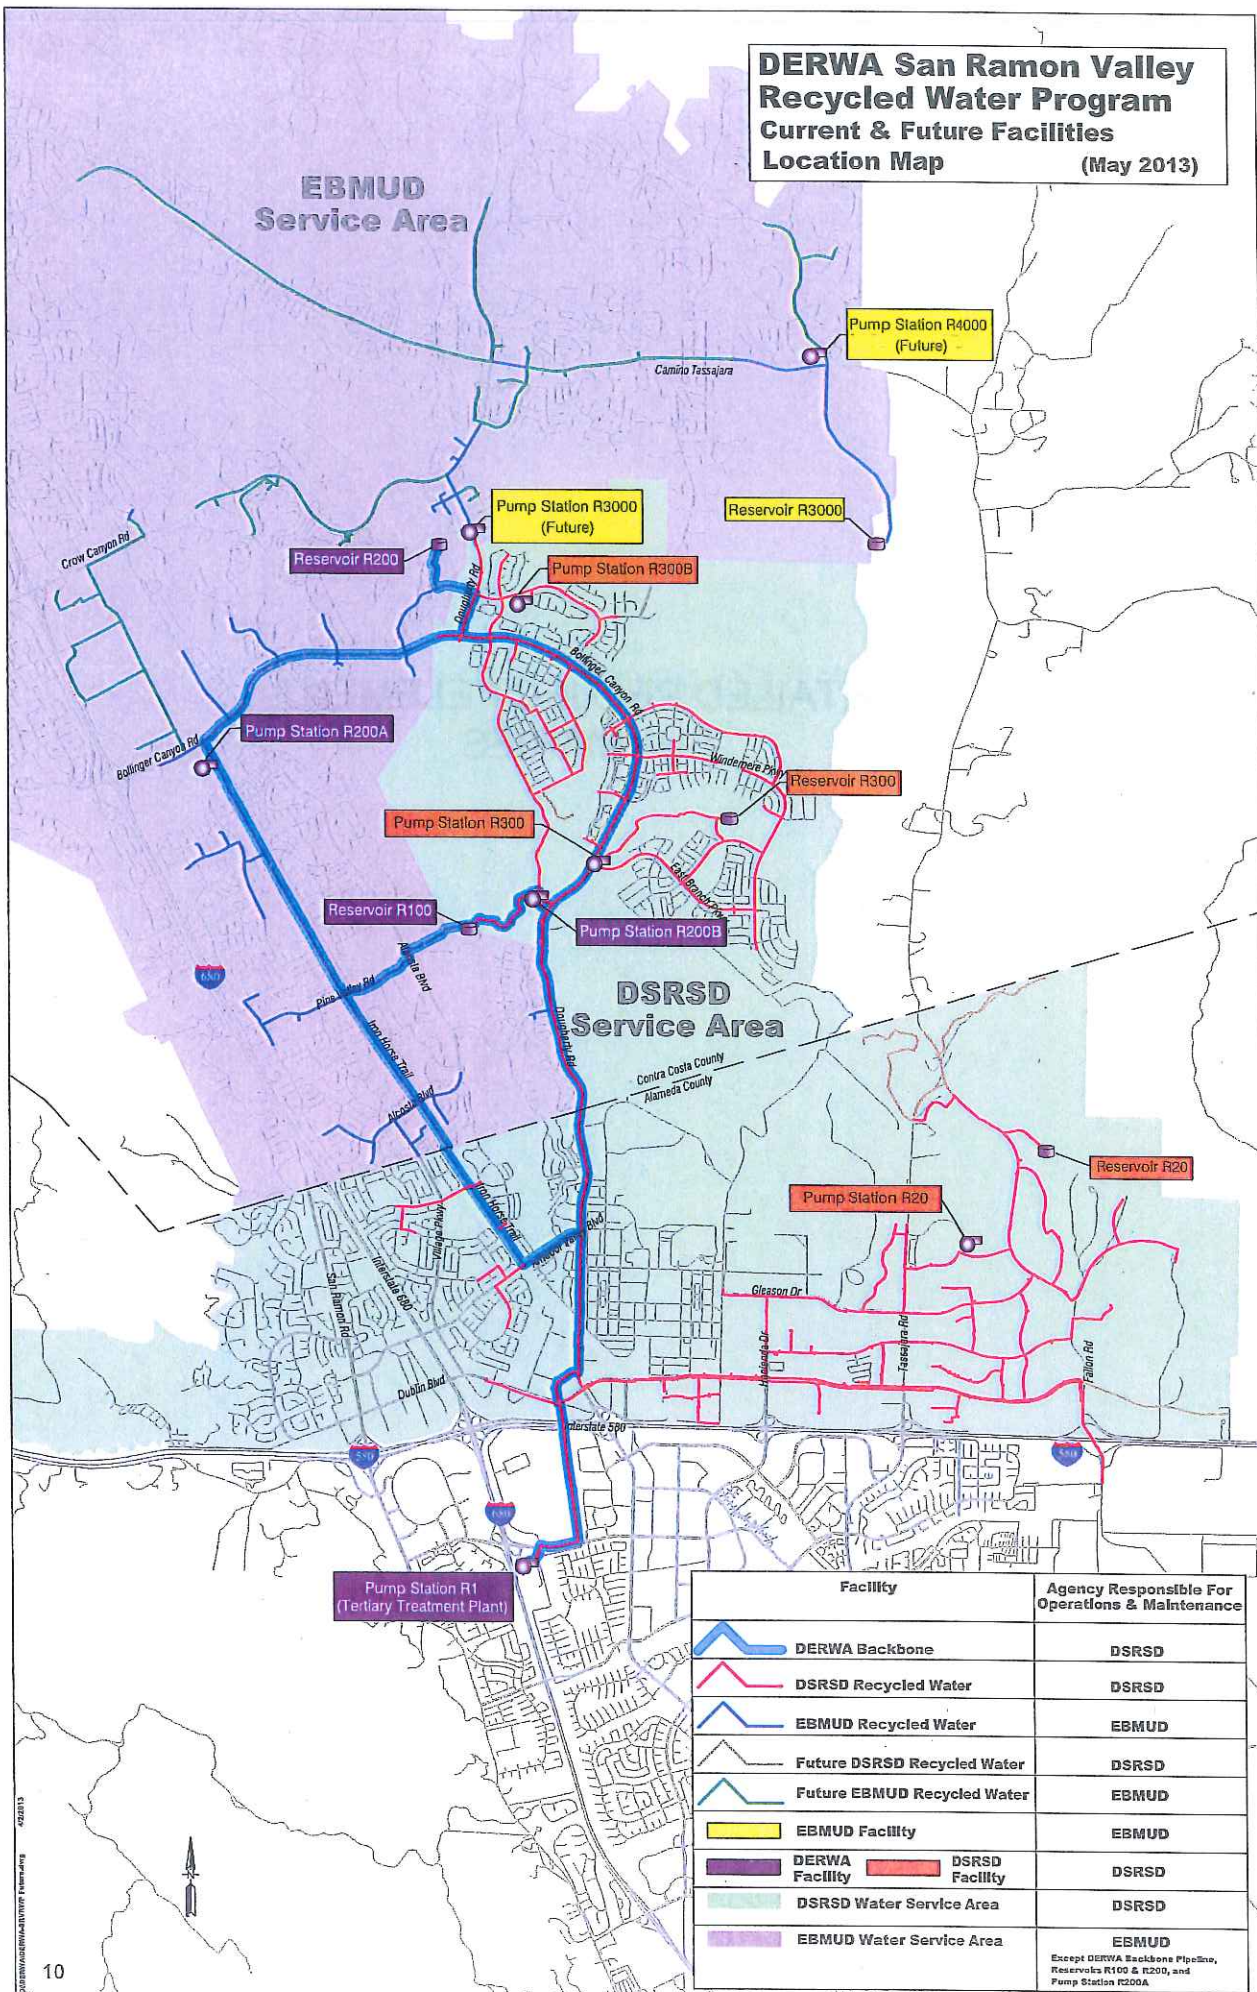 DERWA San Ramon Valley
Recycled Water Program
Current & Future Facilities
Location Map (May 2013)
EBMUD
Service Area
Pump Station R4000
(Future)
Camino Tassajara
Pump Station R3000
(Future)
Reservoir R3000
Crow Canyon Rd
Reservoir R200
Pump Station R300B
Dougherty Rd
Bollinger Canyon Rd
Pump Station R200A
Bollinger Canyon Rd
Windemere Pkwy
Reservoir R300
Pump Station R300
East Branch Pkwy
Reservoir R100
Pump Station R200B
680
Pine Valley Rd
Alcosta Blvd
DSRSD
Service Area
Iron Horse Trail
Dougherty Rd
Contra Costa County
Alameda County
Alcosta Blvd
Reservoir R20
Pump Station R20
Iron Horse Trail
Village Pkwy
Amador Valley Blvd
San Ramon Rd
Interstate 680
Gleason Dr
Hacienda Dr
Tassajara Rd
Fallon Rd
Dublin Blvd
Interstate 580
580
580
680
Pump Station R1
(Tertiary Treatment Plant)
Facility
Agency Responsible For
Operations & Maintenance
DERWA Backbone DSRSD
DSRSD Recycled Water DSRSD
EBMUD Recycled Water EBMUD
Future DSRSD Recycled Water DSRSD
Future EBMUD Recycled Water EBMUD
EBMUD Facility EBMUD
DERWA
Facility
DSRSD
Facility
DSRSD
DSRSD Water Service Area DSRSD
EBMUD Water Service Area EBMUD
Except DERWA Backbone Pipeline,
Reservoirs R100 & R200, and
Pump Station R200A
4/2/2013
N
10